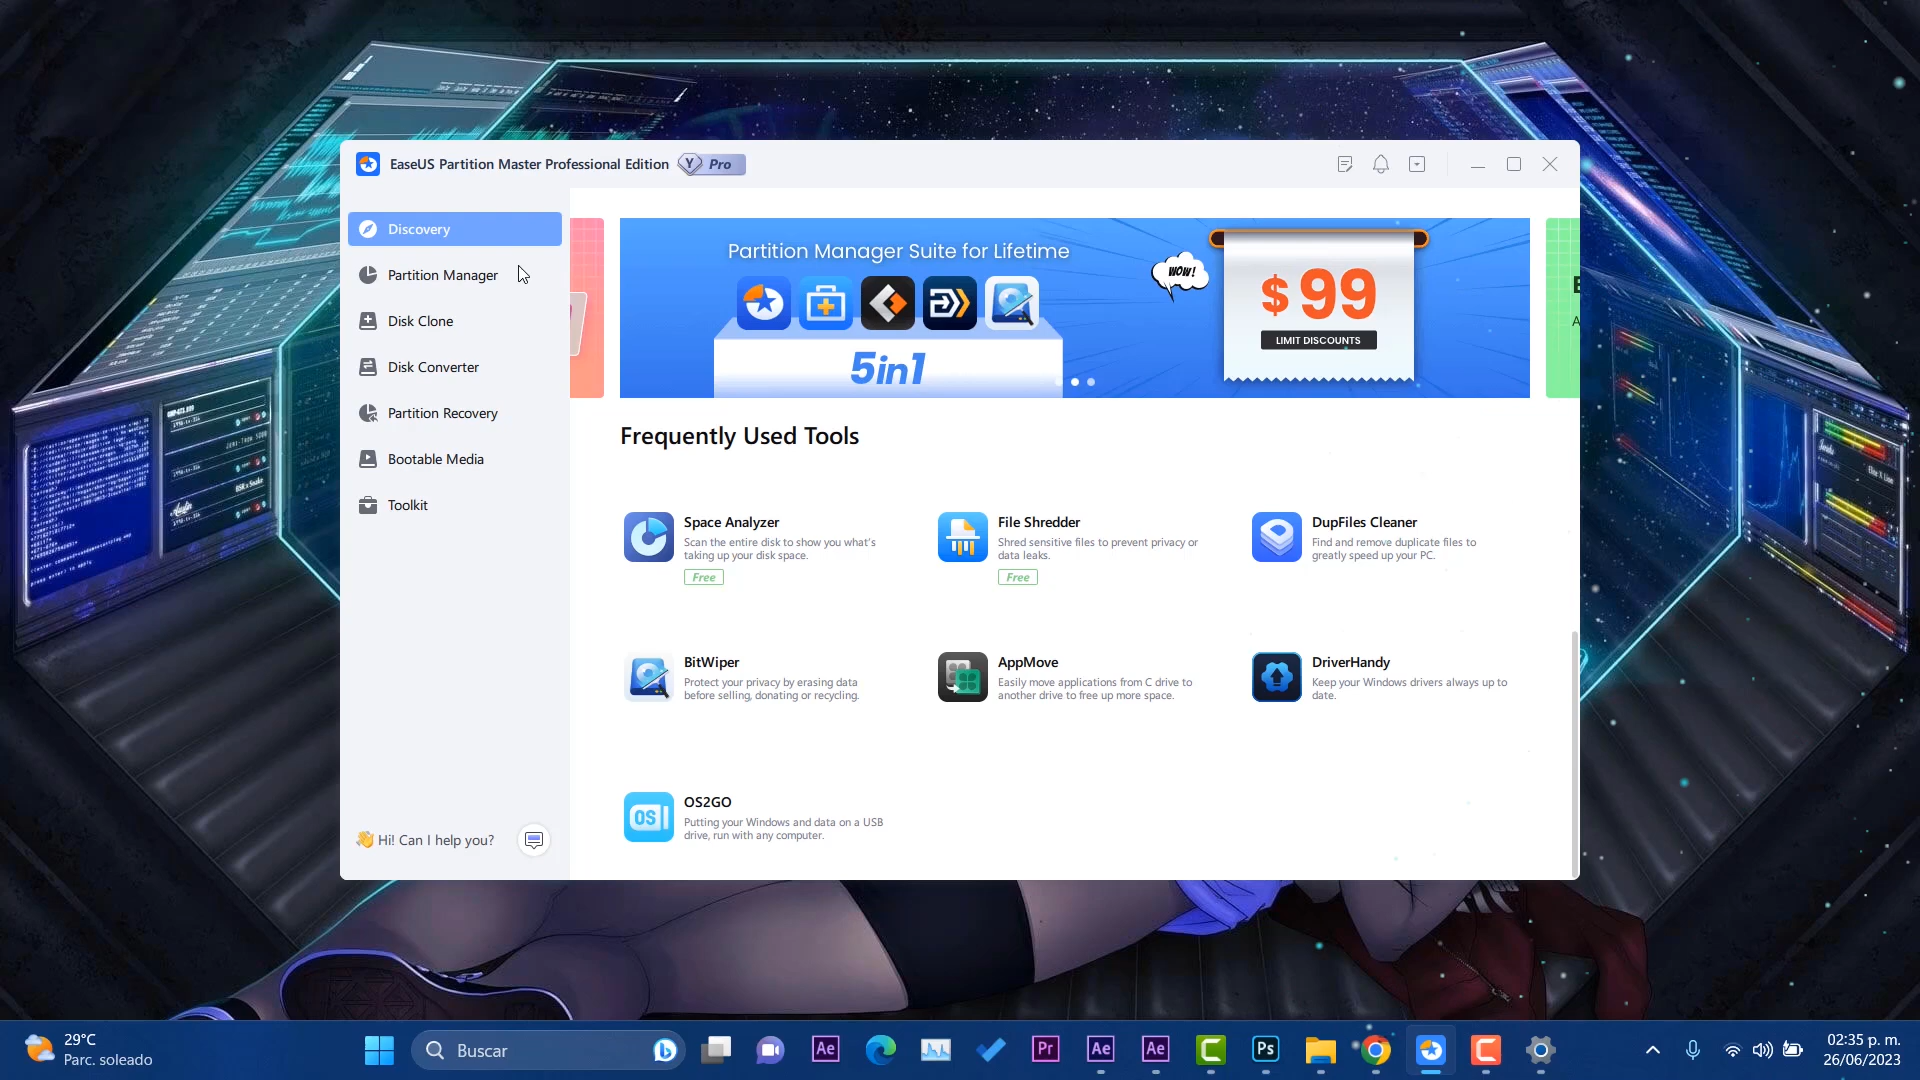 EaseUS Partition Master Professional Edition
Pro
Discovery
Partition Manager
Disk Clone
Disk Converter
Partition Recovery
Bootable Media
Toolkit
👋 Hi! Can I help you?
Partition Manager Suite for Lifetime
5in1
WOW!
$ 99
LIMIT DISCOUNTS
Frequently Used Tools
Space Analyzer
Scan the entire disk to show you what's
taking up your disk space.
Free
File Shredder
Shred sensitive files to prevent privacy or
data leaks.
Free
DupFiles Cleaner
Find and remove duplicate files to
greatly speed up your PC.
BitWiper
Protect your privacy by erasing data
before selling, donating or recycling.
AppMove
Easily move applications from C drive to
another drive to free up more space.
DriverHandy
Keep your Windows drivers always up to
date.
OS
OS2GO
Putting your Windows and data on a USB
drive, run with any computer.
29°C
Parc. soleado
Buscar
Ae
Pr
Ae
Ae
Ps
02:35 p. m.
26/06/2023